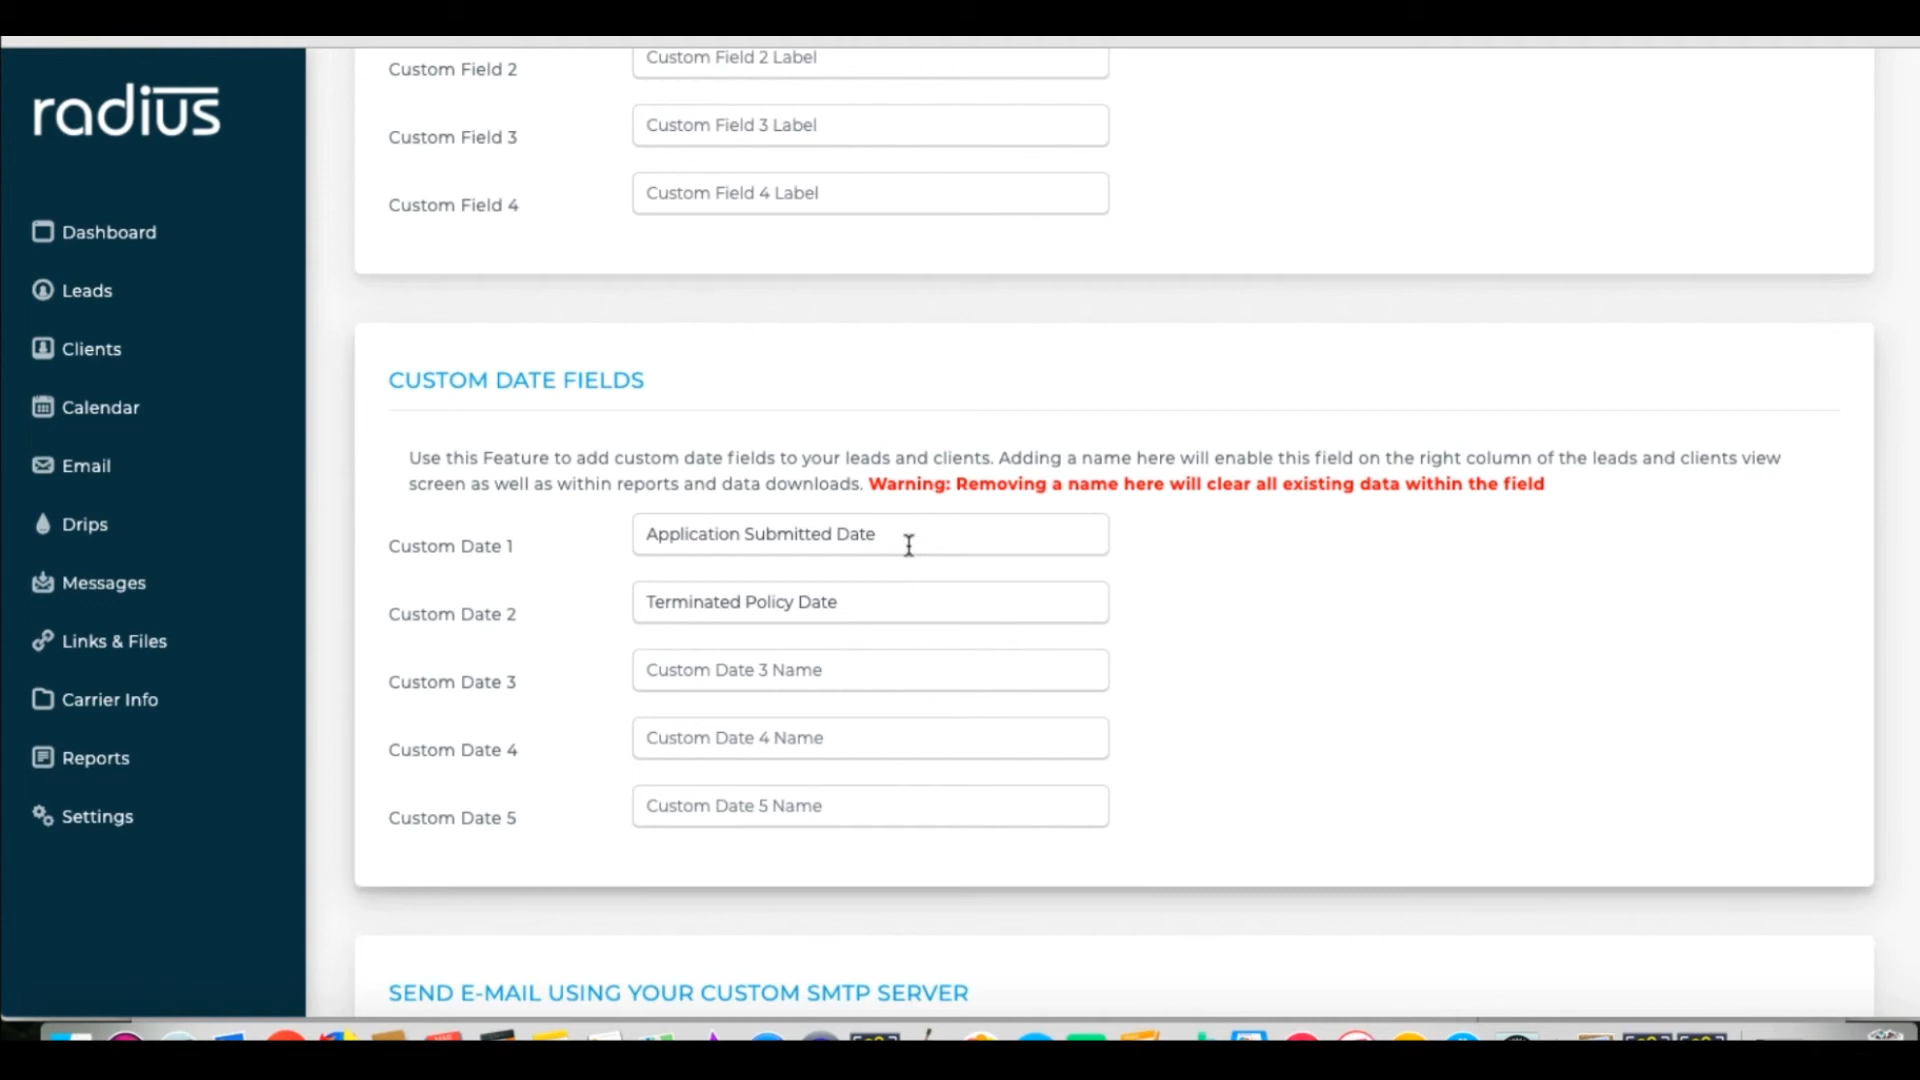 radius
Dashboard
Leads
Clients
Calendar
Email
Drips
Messages
Links & Files
Carrier Info
Reports
Settings
Custom Field 2
Custom Field 2 Label
Custom Field 3
Custom Field 3 Label
Custom Field 4
Custom Field 4 Label
CUSTOM DATE FIELDS
Use this Feature to add custom date fields to your leads and clients. Adding a name here will enable this field on the right column of the leads and clients view
screen as well as within reports and data downloads. Warning: Removing a name here will clear all existing data within the field
Custom Date 1
Application Submitted Date
Custom Date 2
Terminated Policy Date
Custom Date 3
Custom Date 3 Name
Custom Date 4
Custom Date 4 Name
Custom Date 5
Custom Date 5 Name
SEND E-MAIL USING YOUR CUSTOM SMTP SERVER